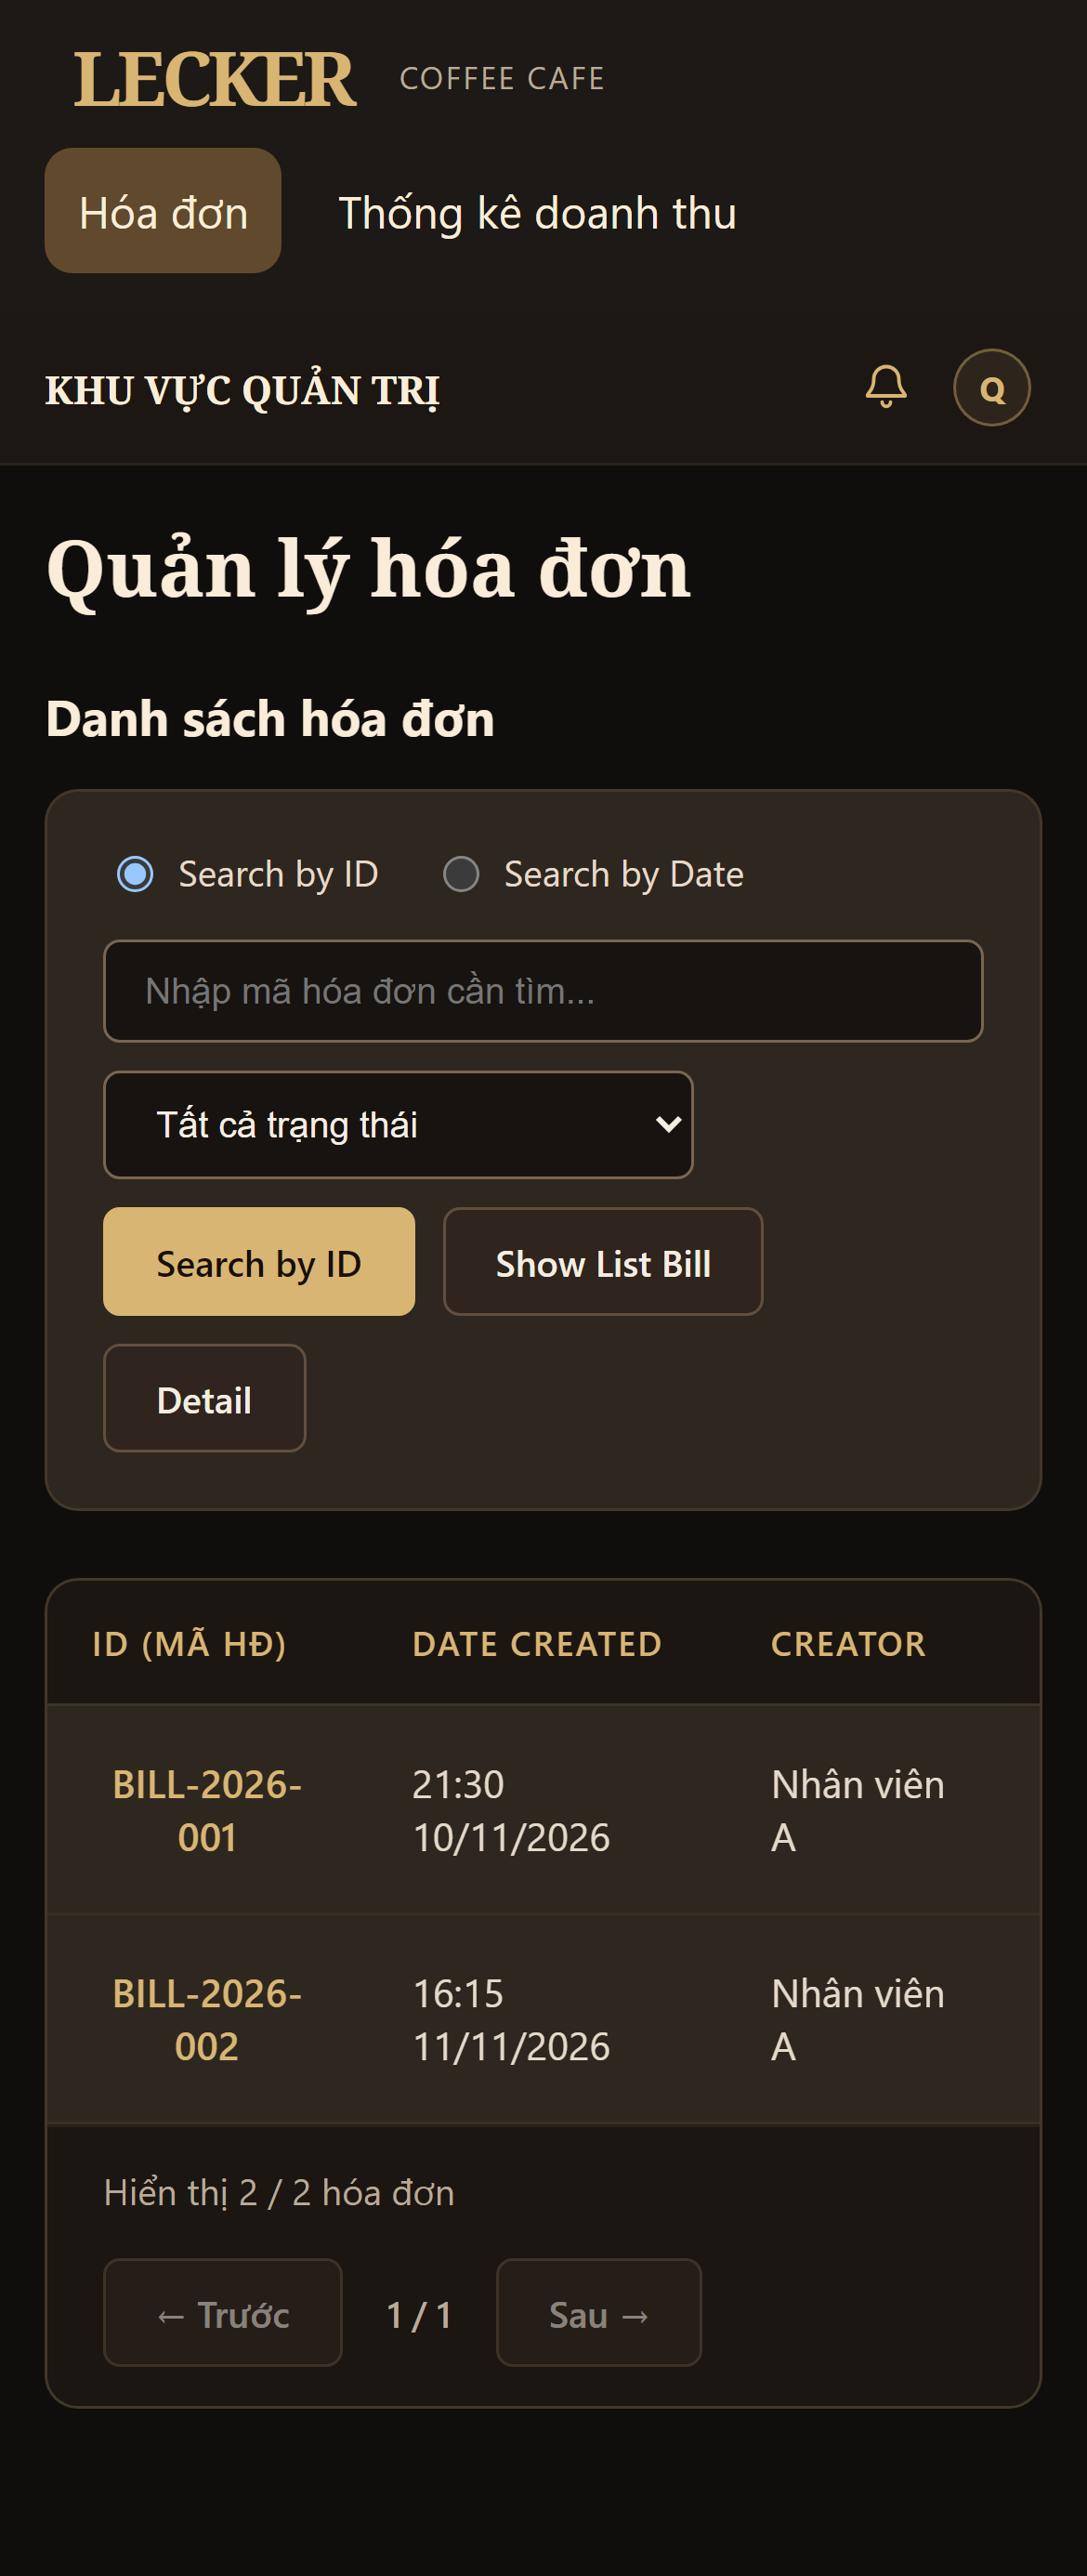 LECKER COFFEE CAFE
Hóa đơn Thống kê doanh thu
KHU VỰC QUẢN TRỊ Q
Quản lý hóa đơn
Danh sách hóa đơn
Search by ID Search by Date
Nhập mã hóa đơn cần tìm...
Tất cả trạng thái
Search by ID Show List Bill
Detail
ID (MÃ HĐ) DATE CREATED CREATOR
BILL-2026- 21:30 Nhân viên
001 10/11/2026 A
BILL-2026- 16:15 Nhân viên
002 11/11/2026 A
Hiển thị 2 / 2 hóa đơn
← Trước 1 / 1 Sau →